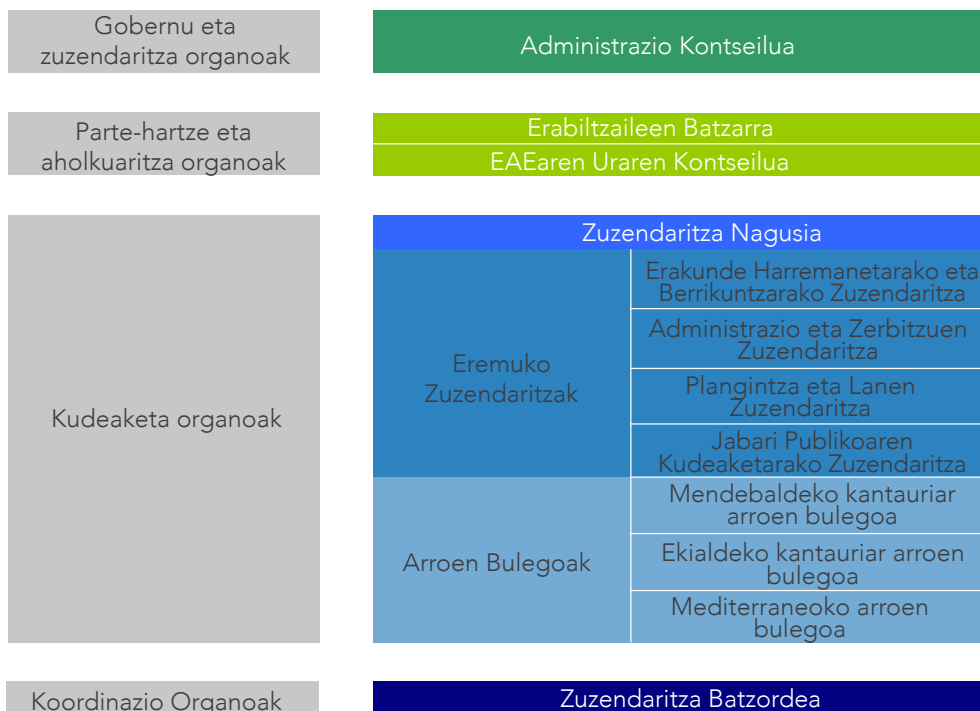 Gobernu eta
zuzendaritza organoak
Administrazio Kontseilua
Parte-hartze eta
aholkuaritza organoak
Erabiltzaileen Batzarra
EAEaren Uraren Kontseilua
Kudeaketa organoak
Zuzendaritza Nagusia
Eremuko
Zuzendaritzak
Erakunde Harremanetarako eta
Berrikuntzarako Zuzendaritza
Administrazio eta Zerbitzuen
Zuzendaritza
Plangintza eta Lanen
Zuzendaritza
Jabari Publikoaren
Kudeaketarako Zuzendaritza
Arroen Bulegoak
Mendebaldeko kantauriar
arroen bulegoa
Ekialdeko kantauriar arroen
bulegoa
Mediterraneoko arroen
bulegoa
Koordinazio Organoak
Zuzendaritza Batzordea